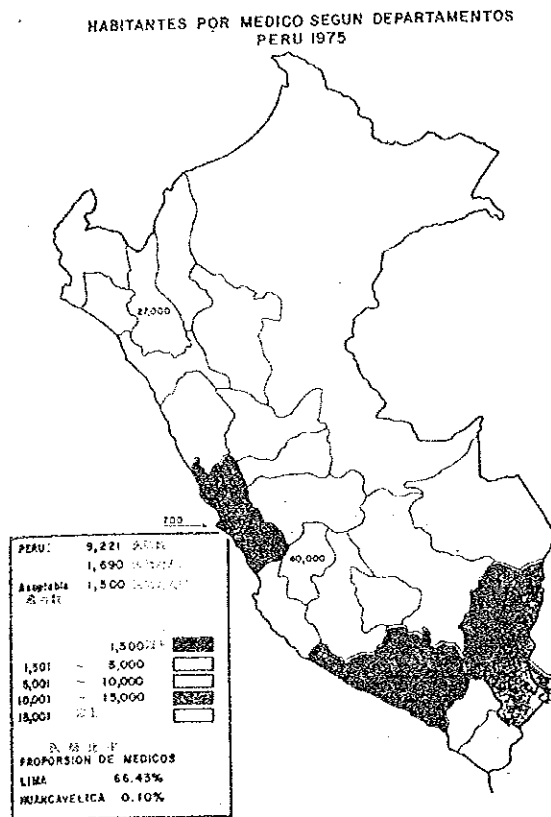 HABITANTES POR MEDICO SEGUN DEPARTAMENTOS
PERU 1975
27,000
700
40,000
PERU: 9,221
1,690
Aceptable 1,500
1,500
1,501 ~ 5,000
5,001 ~ 10,000
10,001 ~ 15,000
15,001
PROPORSION DE MEDICOS
LIMA 66.43%
HUANCAVELICA 0.10%